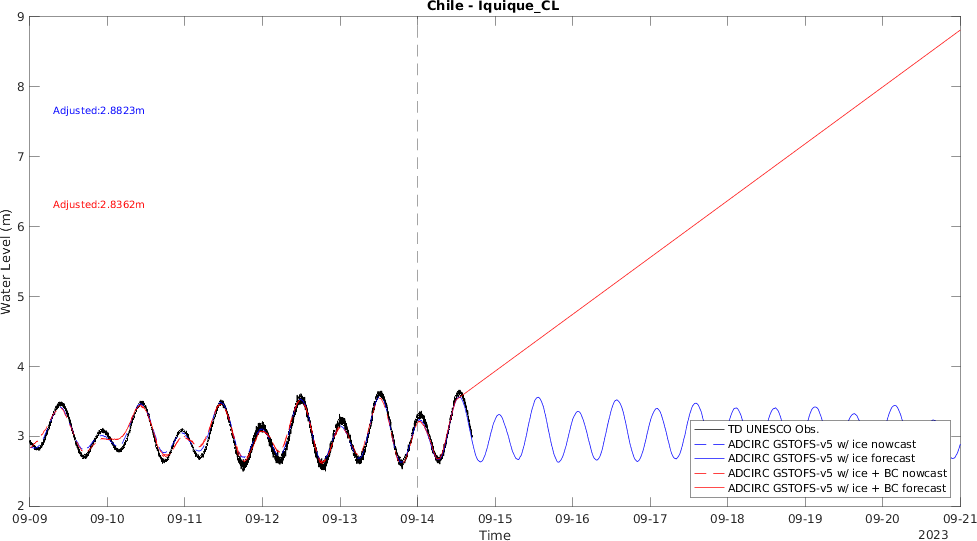 Chile - Iquique_CL
9
8
7
6
5
4
3
2
Water Level (m)
Adjusted:2.8823m
Adjusted:2.8362m
TD UNESCO Obs.
ADCIRC GSTOFS-v5 w/ ice nowcast
ADCIRC GSTOFS-v5 w/ ice forecast
ADCIRC GSTOFS-v5 w/ ice + BC nowcast
ADCIRC GSTOFS-v5 w/ ice + BC forecast
09-09 09-10 09-11 09-12 09-13 09-14 09-15 09-16 09-17 09-18 09-19 09-20 09-21
Time
2023